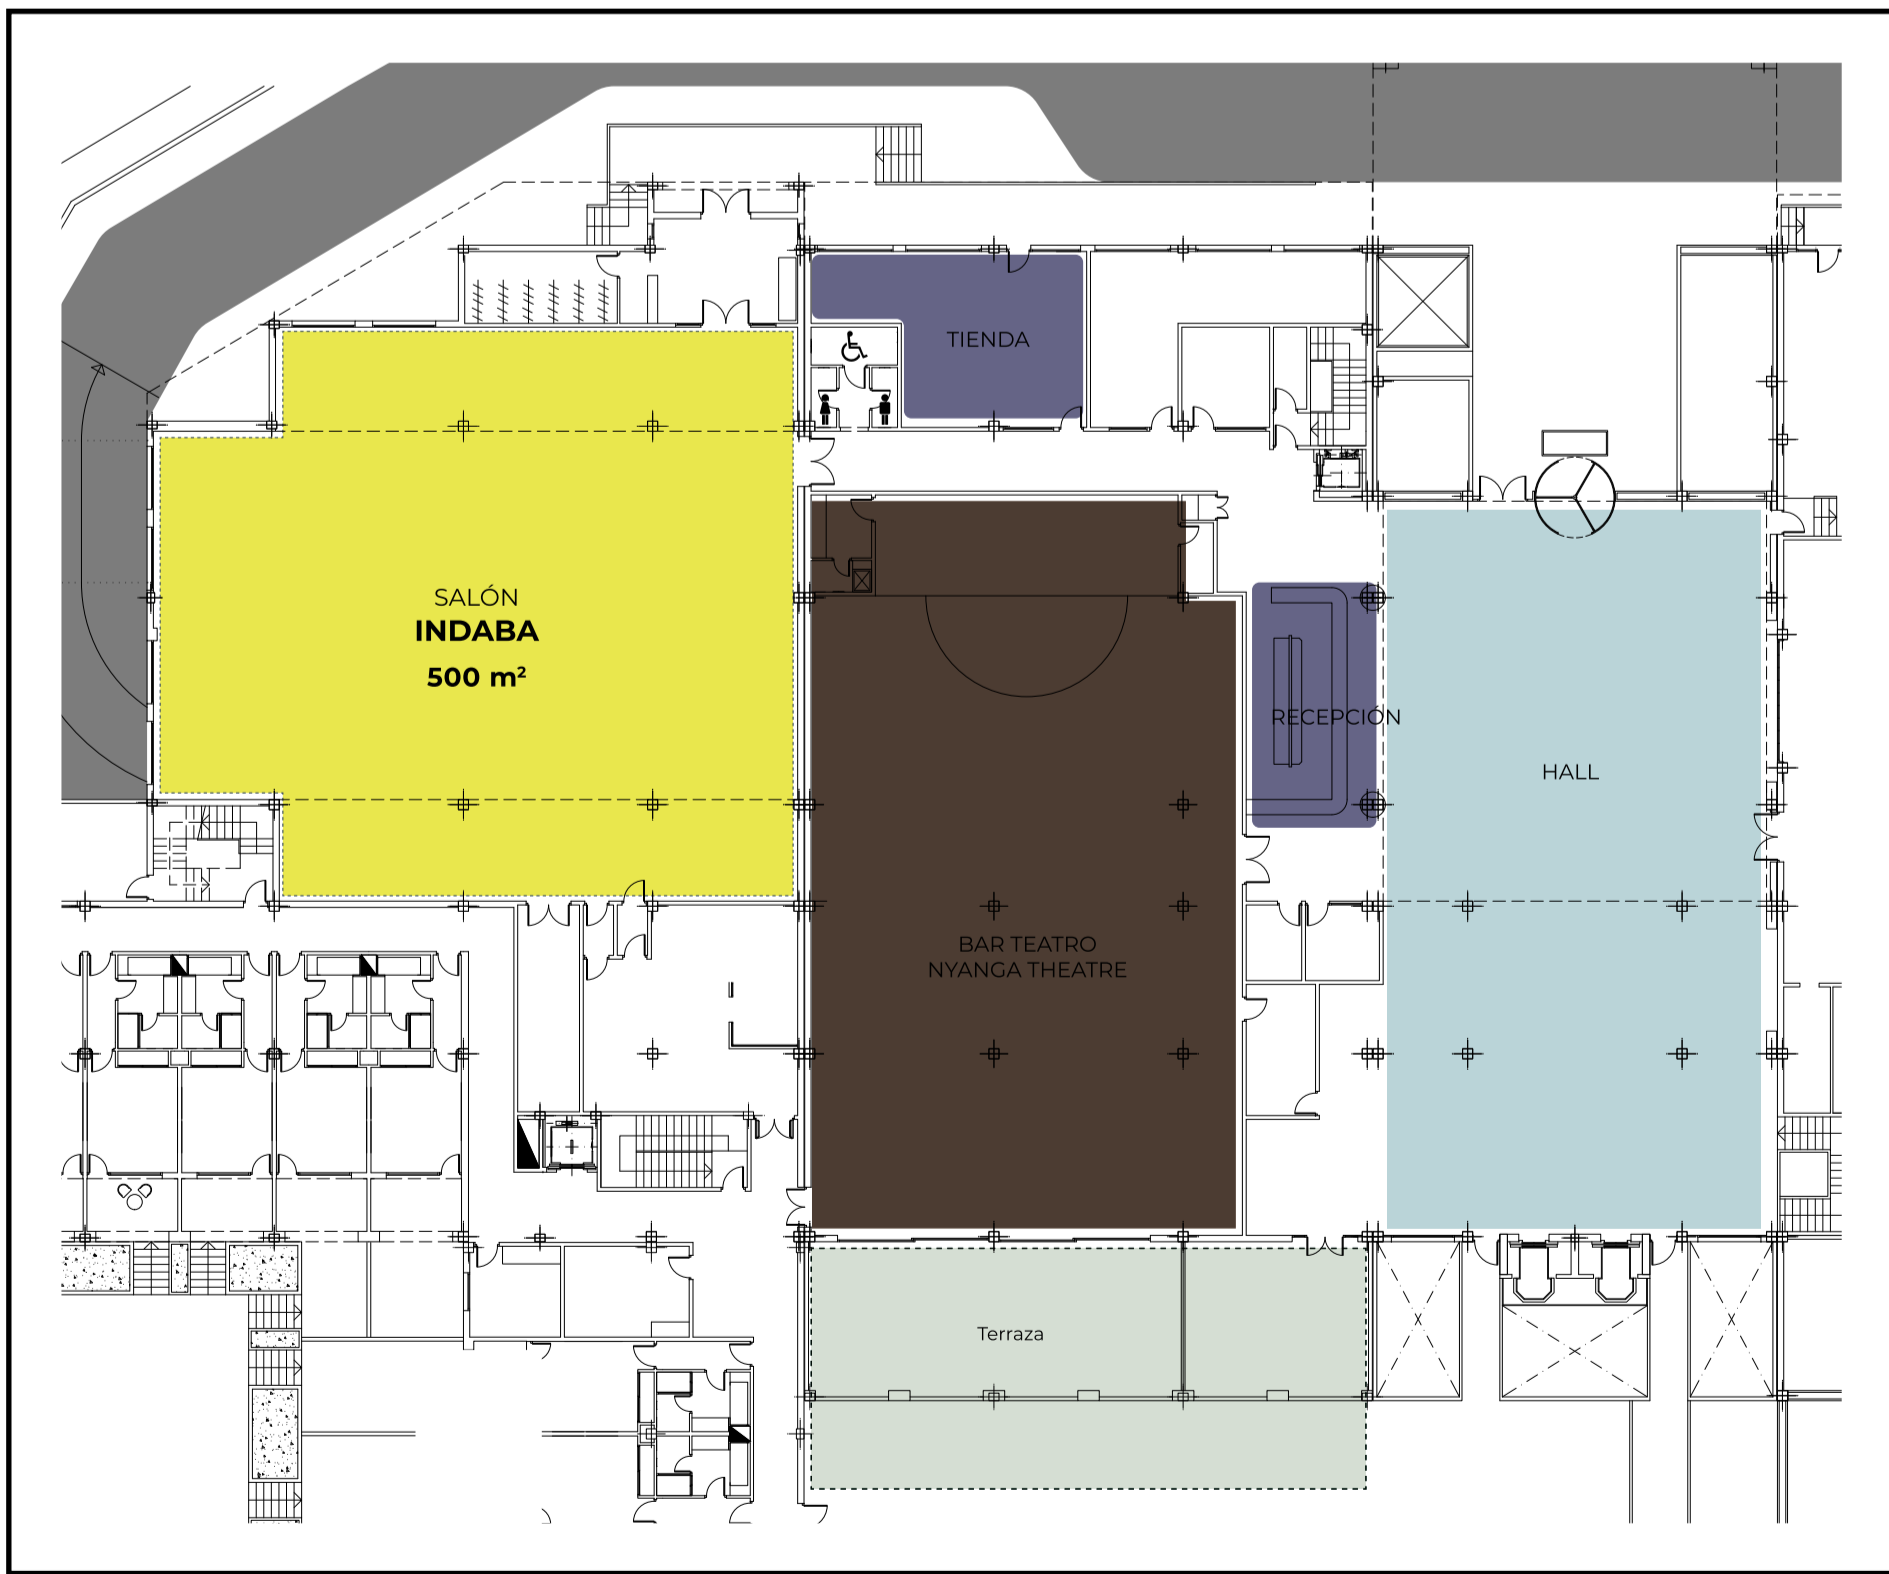 TIENDA
SALÓN
INDABA
500 m²
RECEPCIÓN
HALL
BAR TEATRO
NYANGA THEATRE
Terraza